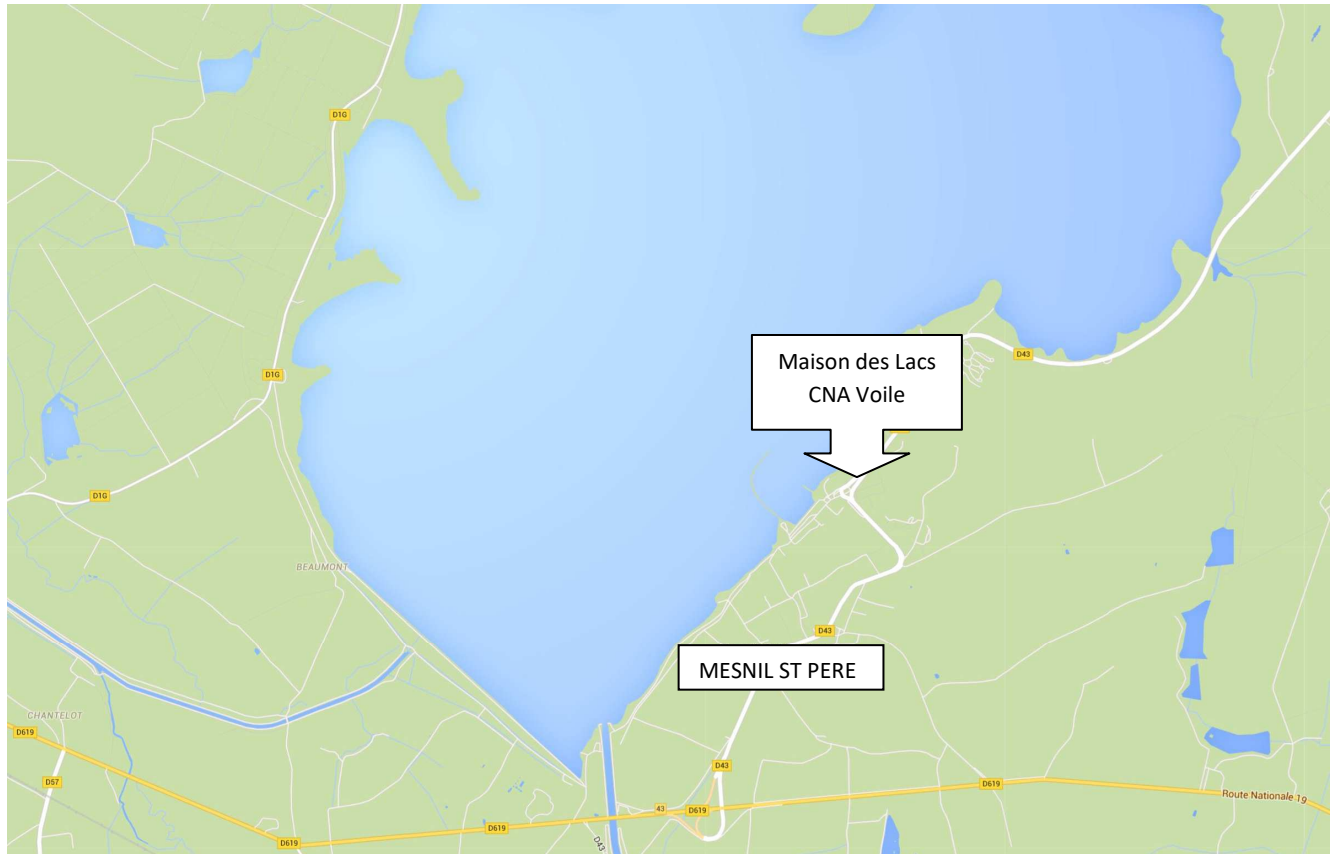 D1G
Maison des Lacs
CNA Voile
D43
D1G
D1G
BEAUMONT
D43
MESNIL ST PERE
CHANTELOT
D619
D43
D57
D619
Route Nationale 19
43
D619
D619
D43
D619